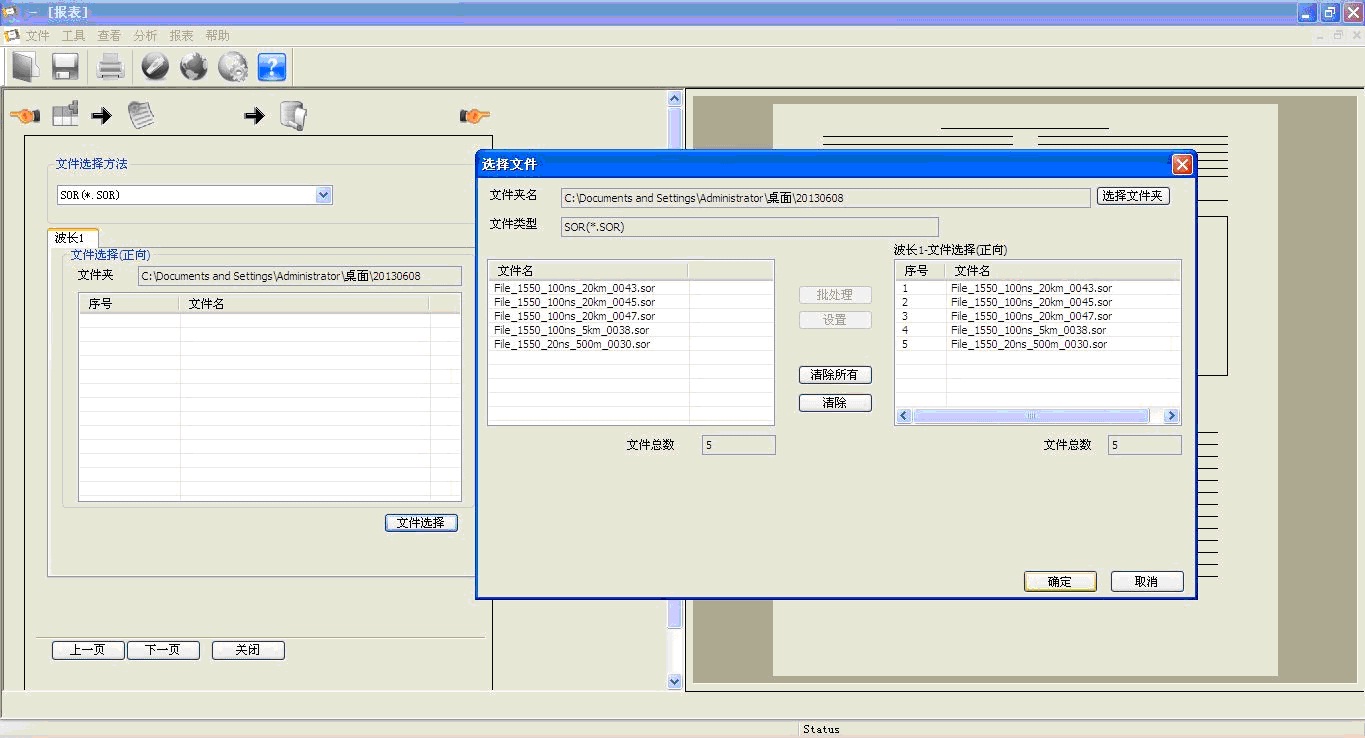 - [报表]
文件 工具 查看 分析 报表 帮助
文件选择方法
SOR(*.SOR)
波长1
文件选择(正向)
文件夹 C:\Documents and Settings\Administrator\桌面\20130608
序号 文件名
文件选择
上一页 下一页 关闭
选择文件
文件夹名 C:\Documents and Settings\Administrator\桌面\20130608 选择文件夹
文件类型 SOR(*.SOR)
文件名
File_1550_100ns_20km_0043.sor
File_1550_100ns_20km_0045.sor
File_1550_100ns_20km_0047.sor
File_1550_100ns_5km_0038.sor
File_1550_20ns_500m_0030.sor
文件总数 5
批处理
设置
清除所有
清除
波长1-文件选择(正向)
序号 文件名
1 File_1550_100ns_20km_0043.sor
2 File_1550_100ns_20km_0045.sor
3 File_1550_100ns_20km_0047.sor
4 File_1550_100ns_5km_0038.sor
5 File_1550_20ns_500m_0030.sor
文件总数 5
确定 取消
Status